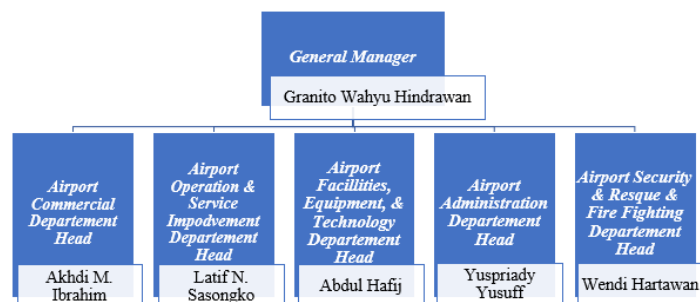 General Manager
Granito Wahyu Hindrawan
Airport
Commercial
Departement
Head
Akhdi M.
Ibrahim
Airport
Operation &
Service
Impodvement
Departement
Head
Latif N.
Sasongko
Airport
Facillities,
Equipment, &
Technology
Departement
Head
Abdul Hafij
Airport
Administration
Departement
Head
Yuspriady
Yusuff
Airport Security
& Resque &
Fire Fighting
Departement
Head
Wendi Hartawan